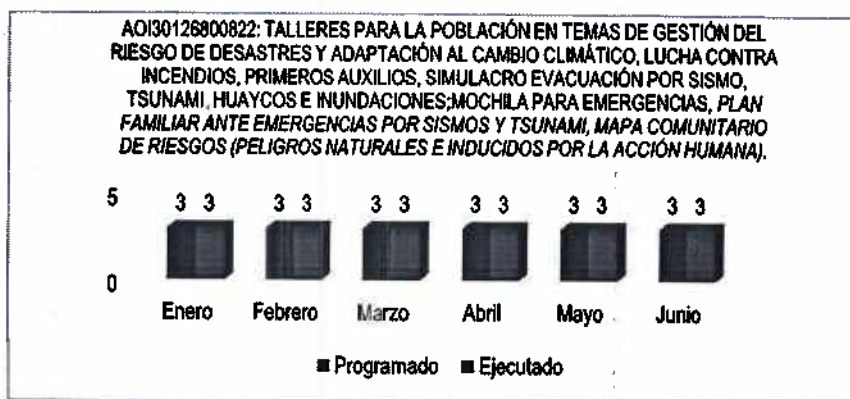 AOI30126800822: TALLERES PARA LA POBLACIÓN EN TEMAS DE GESTIÓN DEL
RIESGO DE DESASTRES Y ADAPTACIÓN AL CAMBIO CLIMÁTICO, LUCHA CONTRA
INCENDIOS, PRIMEROS AUXILIOS, SIMULACRO EVACUACIÓN POR SISMO,
TSUNAMI, HUAYCOS E INUNDACIONES;MOCHILA PARA EMERGENCIAS, PLAN
FAMILIAR ANTE EMERGENCIAS POR SISMOS Y TSUNAMI, MAPA COMUNITARIO
DE RIESGOS (PELIGROS NATURALES E INDUCIDOS POR LA ACCIÓN HUMANA).
5 3 3 3 3 3 3 3 3 3 3 3 3
0
Enero Febrero Marzo Abril Mayo Junio
Programado Ejecutado